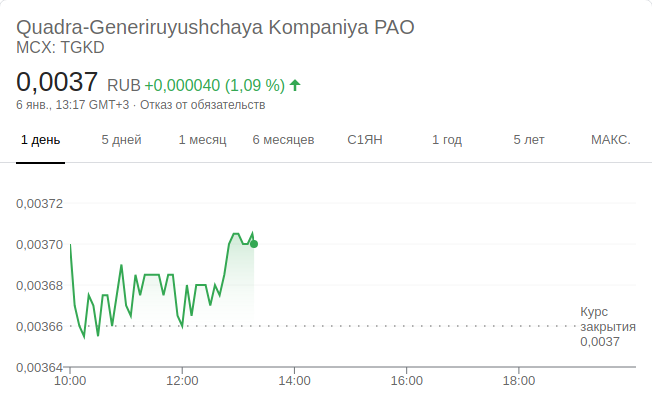 Quadra-Generiruyushchaya Kompaniya PAO
MCX: TGKD
0,0037 RUB +0,000040 (1,09 %)
6 янв., 13:17 GMT+3 · Отказ от обязательств
1 день 5 дней 1 месяц 6 месяцев С1ЯН 1 год 5 лет МАКС.
0,00372
0,00370
0,00368
0,00366
0,00364
Курс
закрытия
0,0037
10:00 12:00 14:00 16:00 18:00